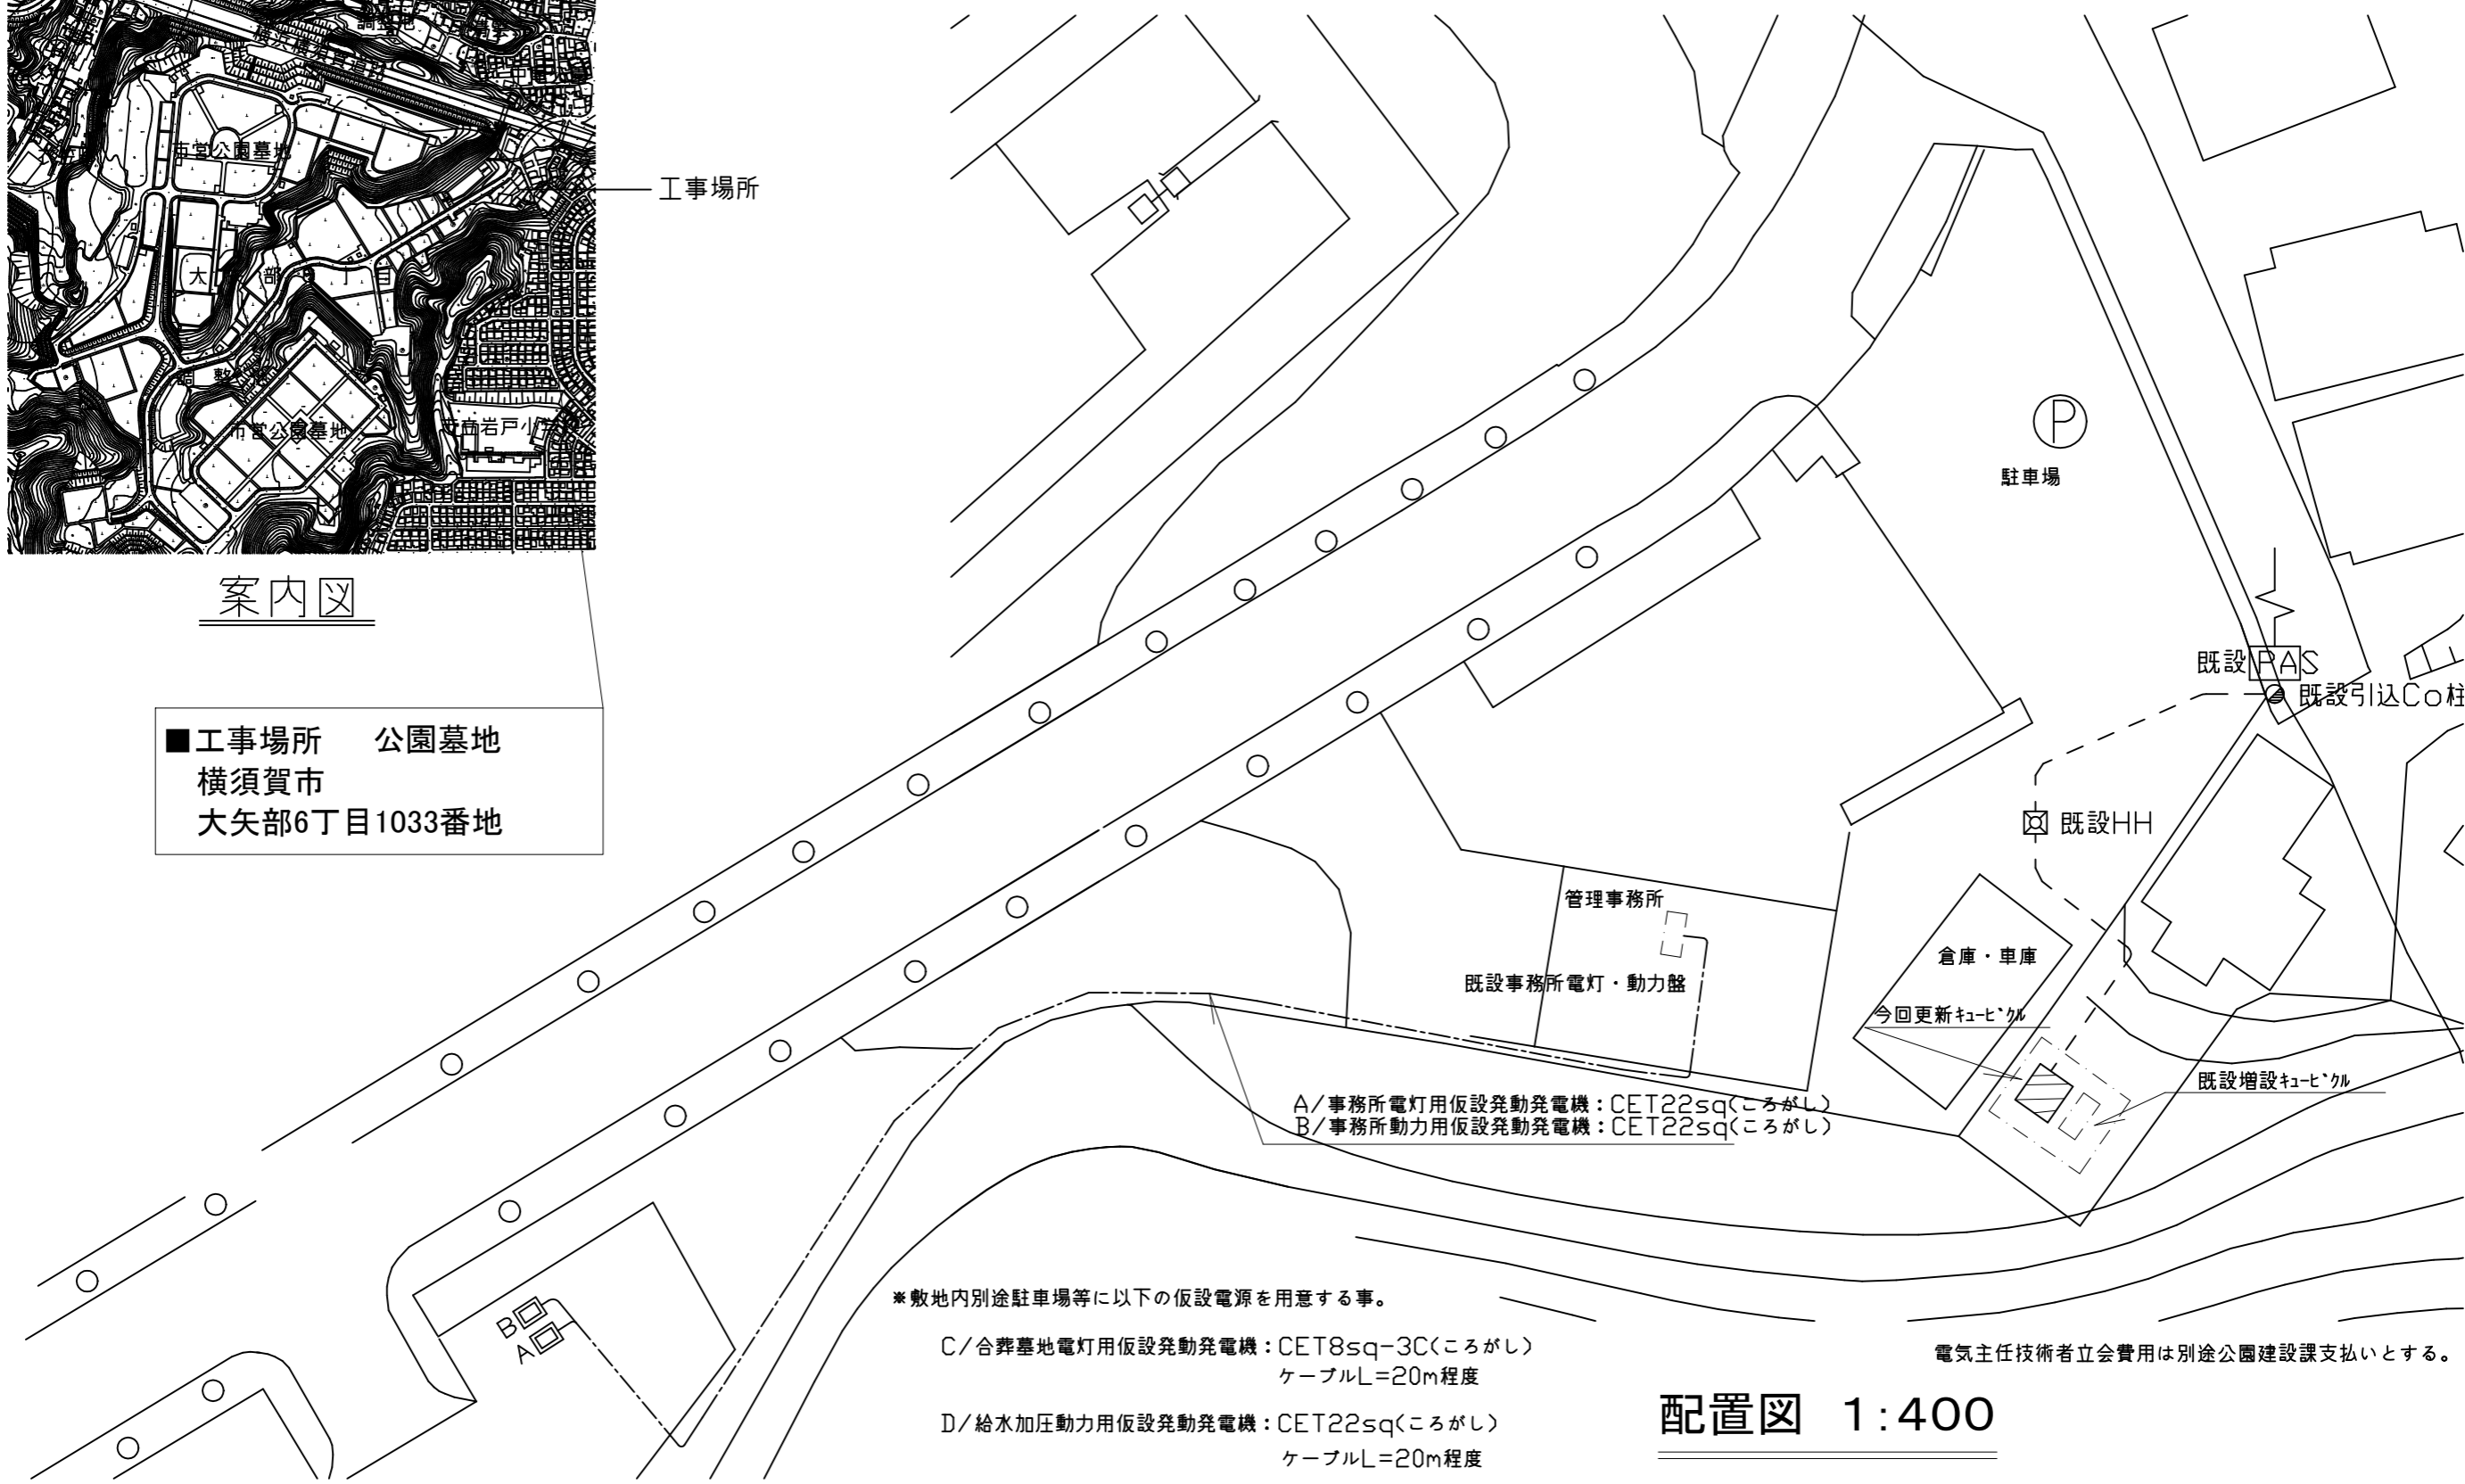 市営公園墓地
市営公園墓地
工事場所
案内図
■工事場所　公園墓地
横須賀市
大矢部6丁目1033番地
P
駐車場
既設PAS
既設引込Co柱
既設HH
管理事務所
既設事務所電灯・動力盤
倉庫・車庫
今回更新ｷｭｰﾋﾞｸﾙ
既設増設ｷｭｰﾋﾞｸﾙ
A/事務所電灯用仮設発動発電機：CET22sq(ころがし)
B/事務所動力用仮設発動発電機：CET22sq(ころがし)
B
A
※敷地内別途駐車場等に以下の仮設電源を用意する事。
C/合葬墓地電灯用仮設発動発電機：CET8sq-3C(ころがし)
ケーブルL=20m程度
D/給水加圧動力用仮設発動発電機：CET22sq(ころがし)
ケーブルL=20m程度
電気主任技術者立会費用は別途公園建設課支払いとする。
配置図　1:400